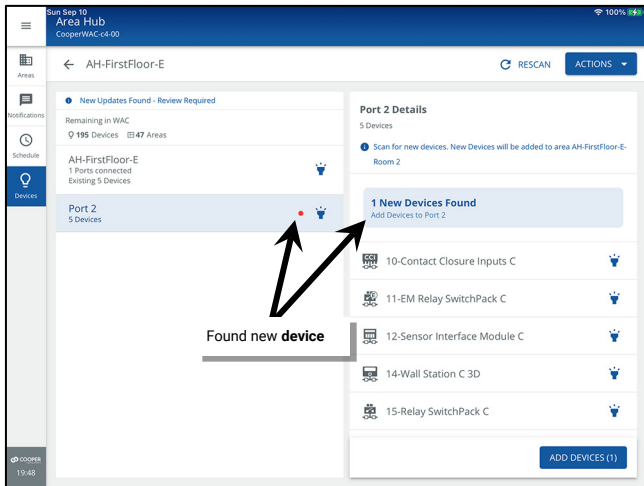 Sun Sep 10
100%
Area Hub
CooperWAC-c4-00
Areas
Notifications
Schedule
Devices
AH-FirstFloor-E
RESCAN
ACTIONS
New Updates Found - Review Required
Remaining in WAC
195 Devices 47 Areas
AH-FirstFloor-E
1 Ports connected
Existing 5 Devices
Port 2
5 Devices
Found new device
Port 2 Details
5 Devices
Scan for new devices. New Devices will be added to area AH-FirstFloor-E-
Room 2
1 New Devices Found
Add Devices to Port 2
CCI
10-Contact Closure Inputs C
11-EM Relay SwitchPack C
12-Sensor Interface Module C
14-Wall Station C 3D
15-Relay SwitchPack C
ADD DEVICES (1)
COOPER
19:48